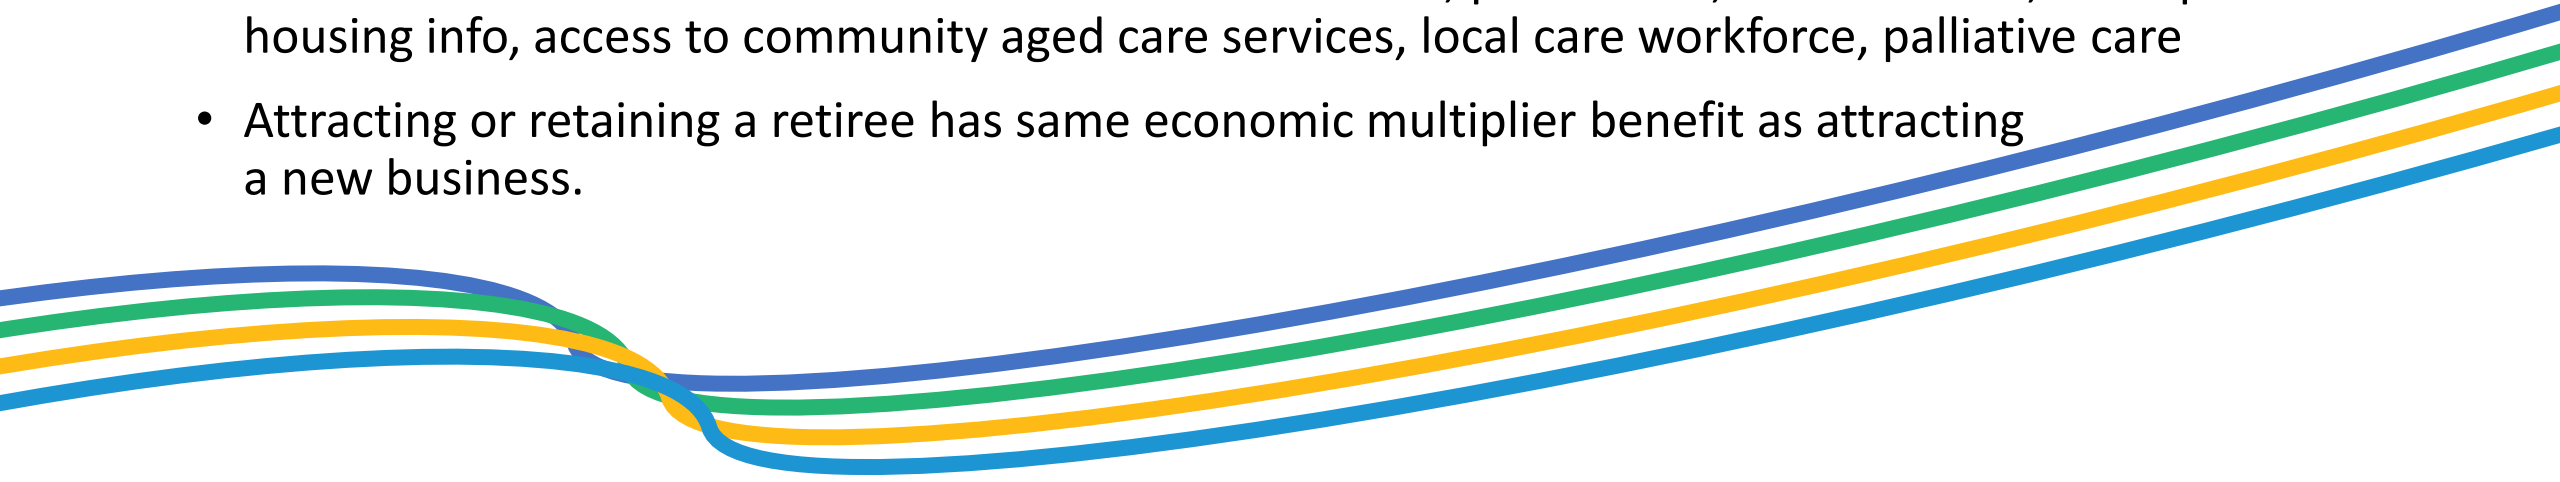 housing info, access to community aged care services, local care workforce, palliative care
• Attracting or retaining a retiree has same economic multiplier benefit as attracting
a new business.